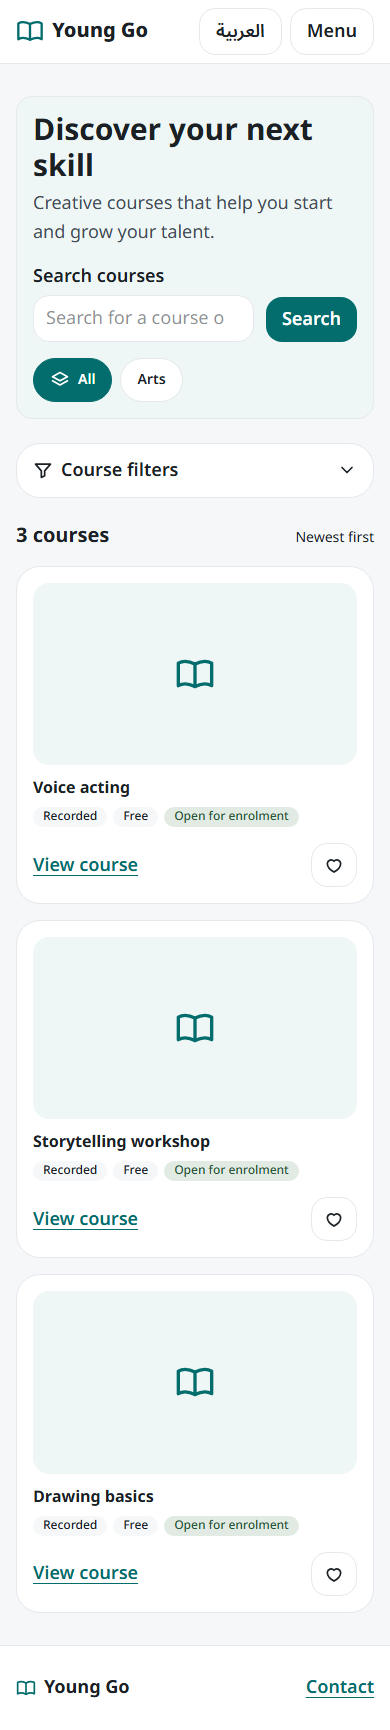 Young Go
العربية
Menu
Discover your next
skill
Creative courses that help you start
and grow your talent.
Search courses
Search for a course o
Search
All
Arts
Course filters
3 courses
Newest first
Voice acting
Recorded
Free
Open for enrolment
View course
Storytelling workshop
Recorded
Free
Open for enrolment
View course
Drawing basics
Recorded
Free
Open for enrolment
View course
Young Go
Contact